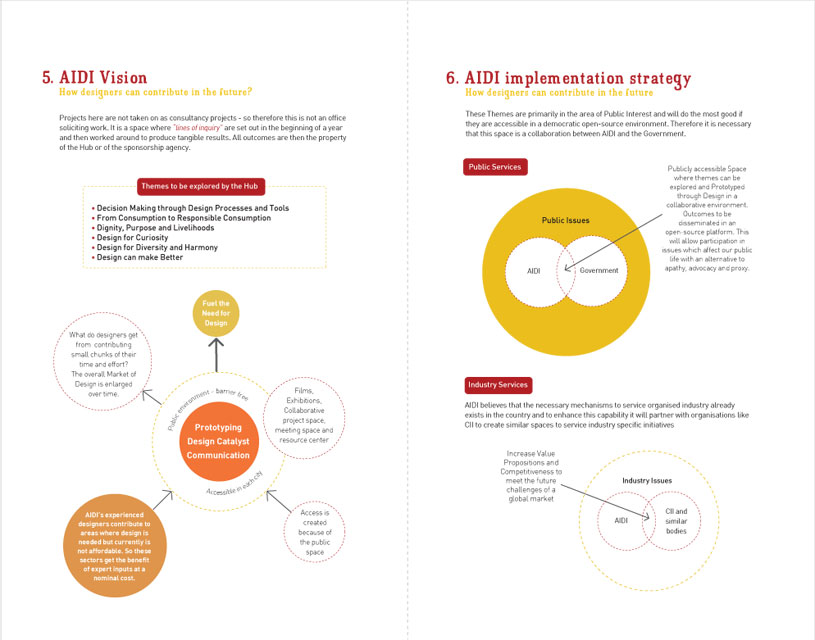 5. AIDI Vision
How designers can contribute in the future?
Projects here are not taken on as consultancy projects - so therefore this is not an office
soliciting work. It is a space where "lines of inquiry" are set out in the beginning of a year
and then worked around to produce tangible results. All outcomes are then the property
of the Hub or of the sponsorship agency.
Themes to be explored by the Hub
• Decision Making through Design Processes and Tools
• From Consumption to Responsible Consumption
• Dignity, Purpose and Livelihoods
• Design for Curiosity
• Design for Diversity and Harmony
• Design can make Better
Fuel the
Need for
Design
What do designers get
from contributing
small chunks of their
time and effort?
The overall Market of
Design is enlarged
over time.
Public environment - barrier free
Prototyping
Design Catalyst
Communication
Accessible in each city
Films,
Exhibitions,
Collaborative
project space,
meeting space and
resource center
AIDI's experienced
designers contribute to
areas where design is
needed but currently is
not affordable. So these
sectors get the benefit
of expert inputs at a
nominal cost.
Access is
created
because of
the public
space
6. AIDI implementation strategy
How designers can contribute in the future
These Themes are primarily in the area of Public Interest and will do the most good if
they are accessible in a democratic open-source environment. Therefore it is necessary
that this space is a collaboration between AIDI and the Government.
Public Services
Public Issues
AIDI
Government
Publicly accessible Space
where themes can be
explored and Prototyped
through Design in a
collaborative environment.
Outcomes to be
disseminated in an
open-source platform. This
will allow participation in
issues which affect our public
life with an alternative to
apathy, advocacy and proxy.
Industry Services
AIDI believes that the necessary mechanisms to service organised industry already
exists in the country and to enhance this capability it will partner with organisations like
CII to create similar spaces to service industry specific initiatives
Increase Value
Propositions and
Competitiveness to
meet the future
challenges of a
global market
Industry Issues
AIDI
CII and
similar
bodies